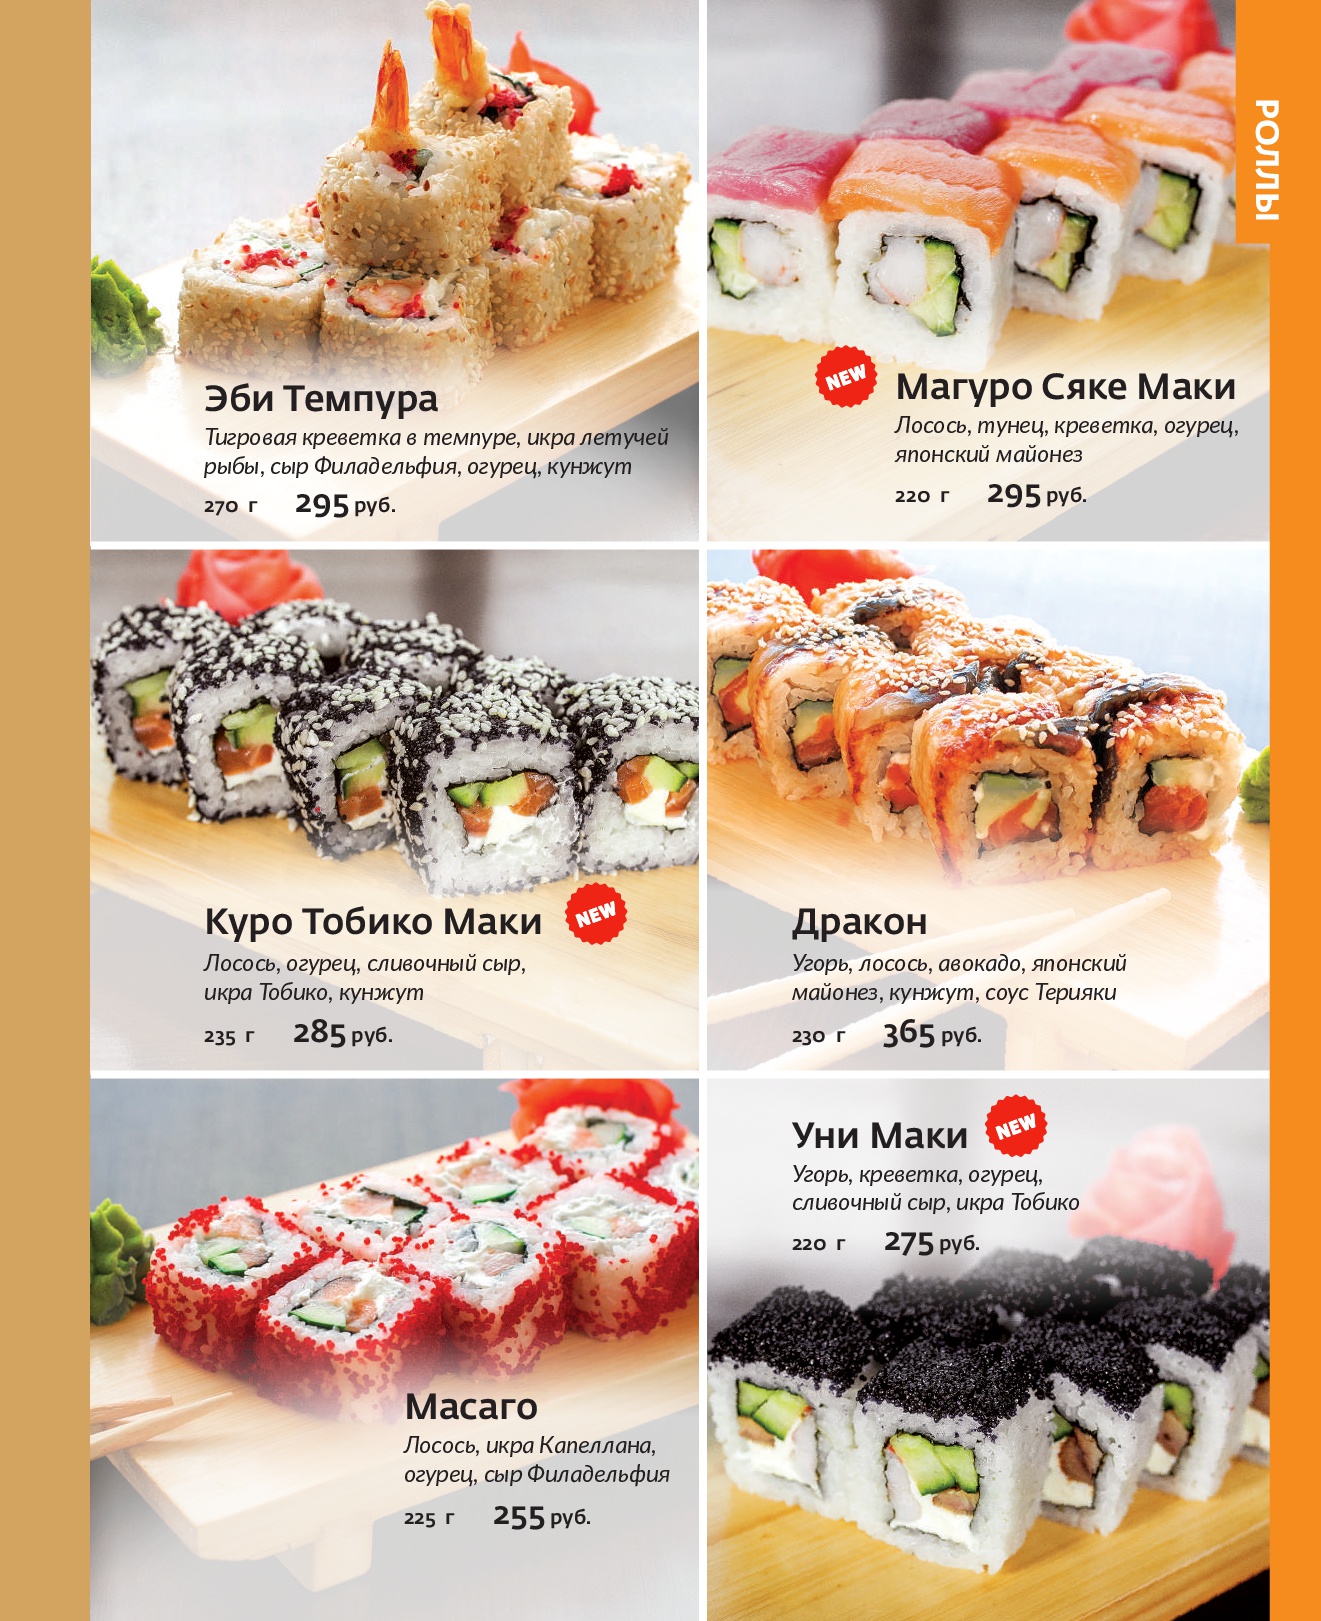 РОЛЛЫ
Эби Темпура
Тигровая креветка в темпуре, икра летучей
рыбы, сыр Филадельфия, огурец, кунжут
270 г 295 руб.
NEW
Магуро Сяке Маки
Лосось, тунец, креветка, огурец,
японский майонез
220 г 295 руб.
Куро Тобико Маки
NEW
Лосось, огурец, сливочный сыр,
икра Тобико, кунжут
235 г 285 руб.
Дракон
Угорь, лосось, авокадо, японский
майонез, кунжут, соус Терияки
230 г 365 руб.
Масаго
Лосось, икра Капеллана,
огурец, сыр Филадельфия
225 г 255 руб.
Уни Маки
NEW
Угорь, креветка, огурец,
сливочный сыр, икра Тобико
220 г 275 руб.